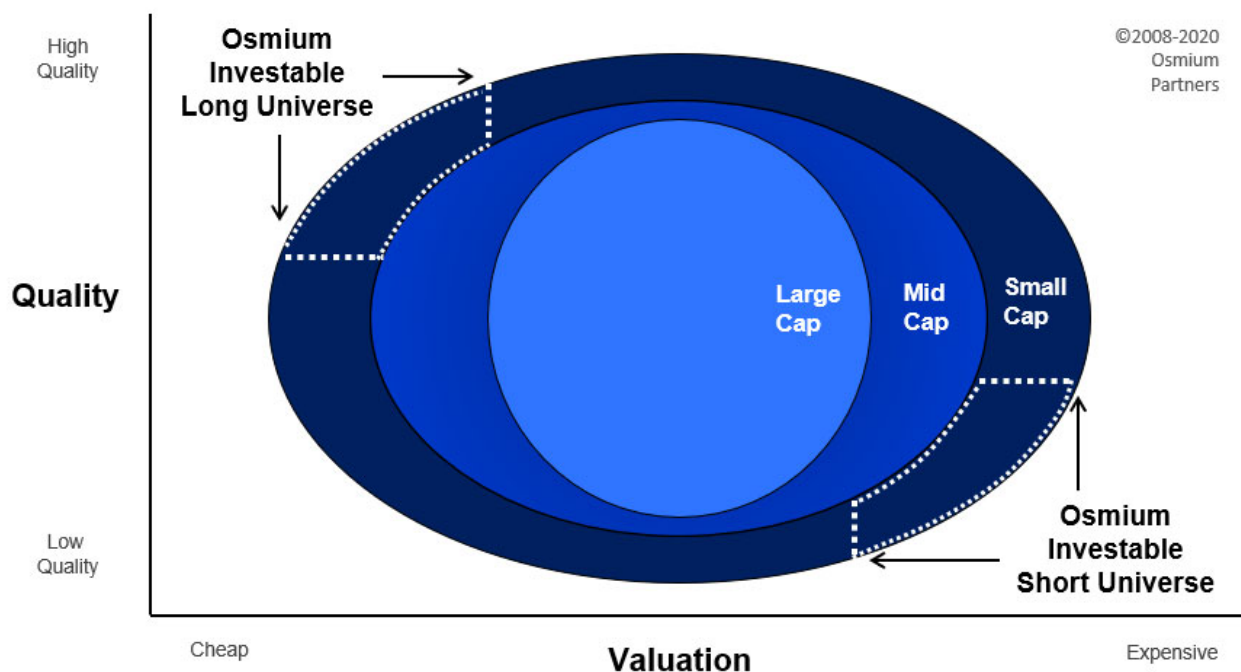 High
Quality
Osmium
Investable
Long Universe
©2008-2020
Osmium
Partners
Quality
Large
Cap
Mid
Cap
Small
Cap
Low
Quality
Osmium
Investable
Short Universe
Cheap
Valuation
Expensive